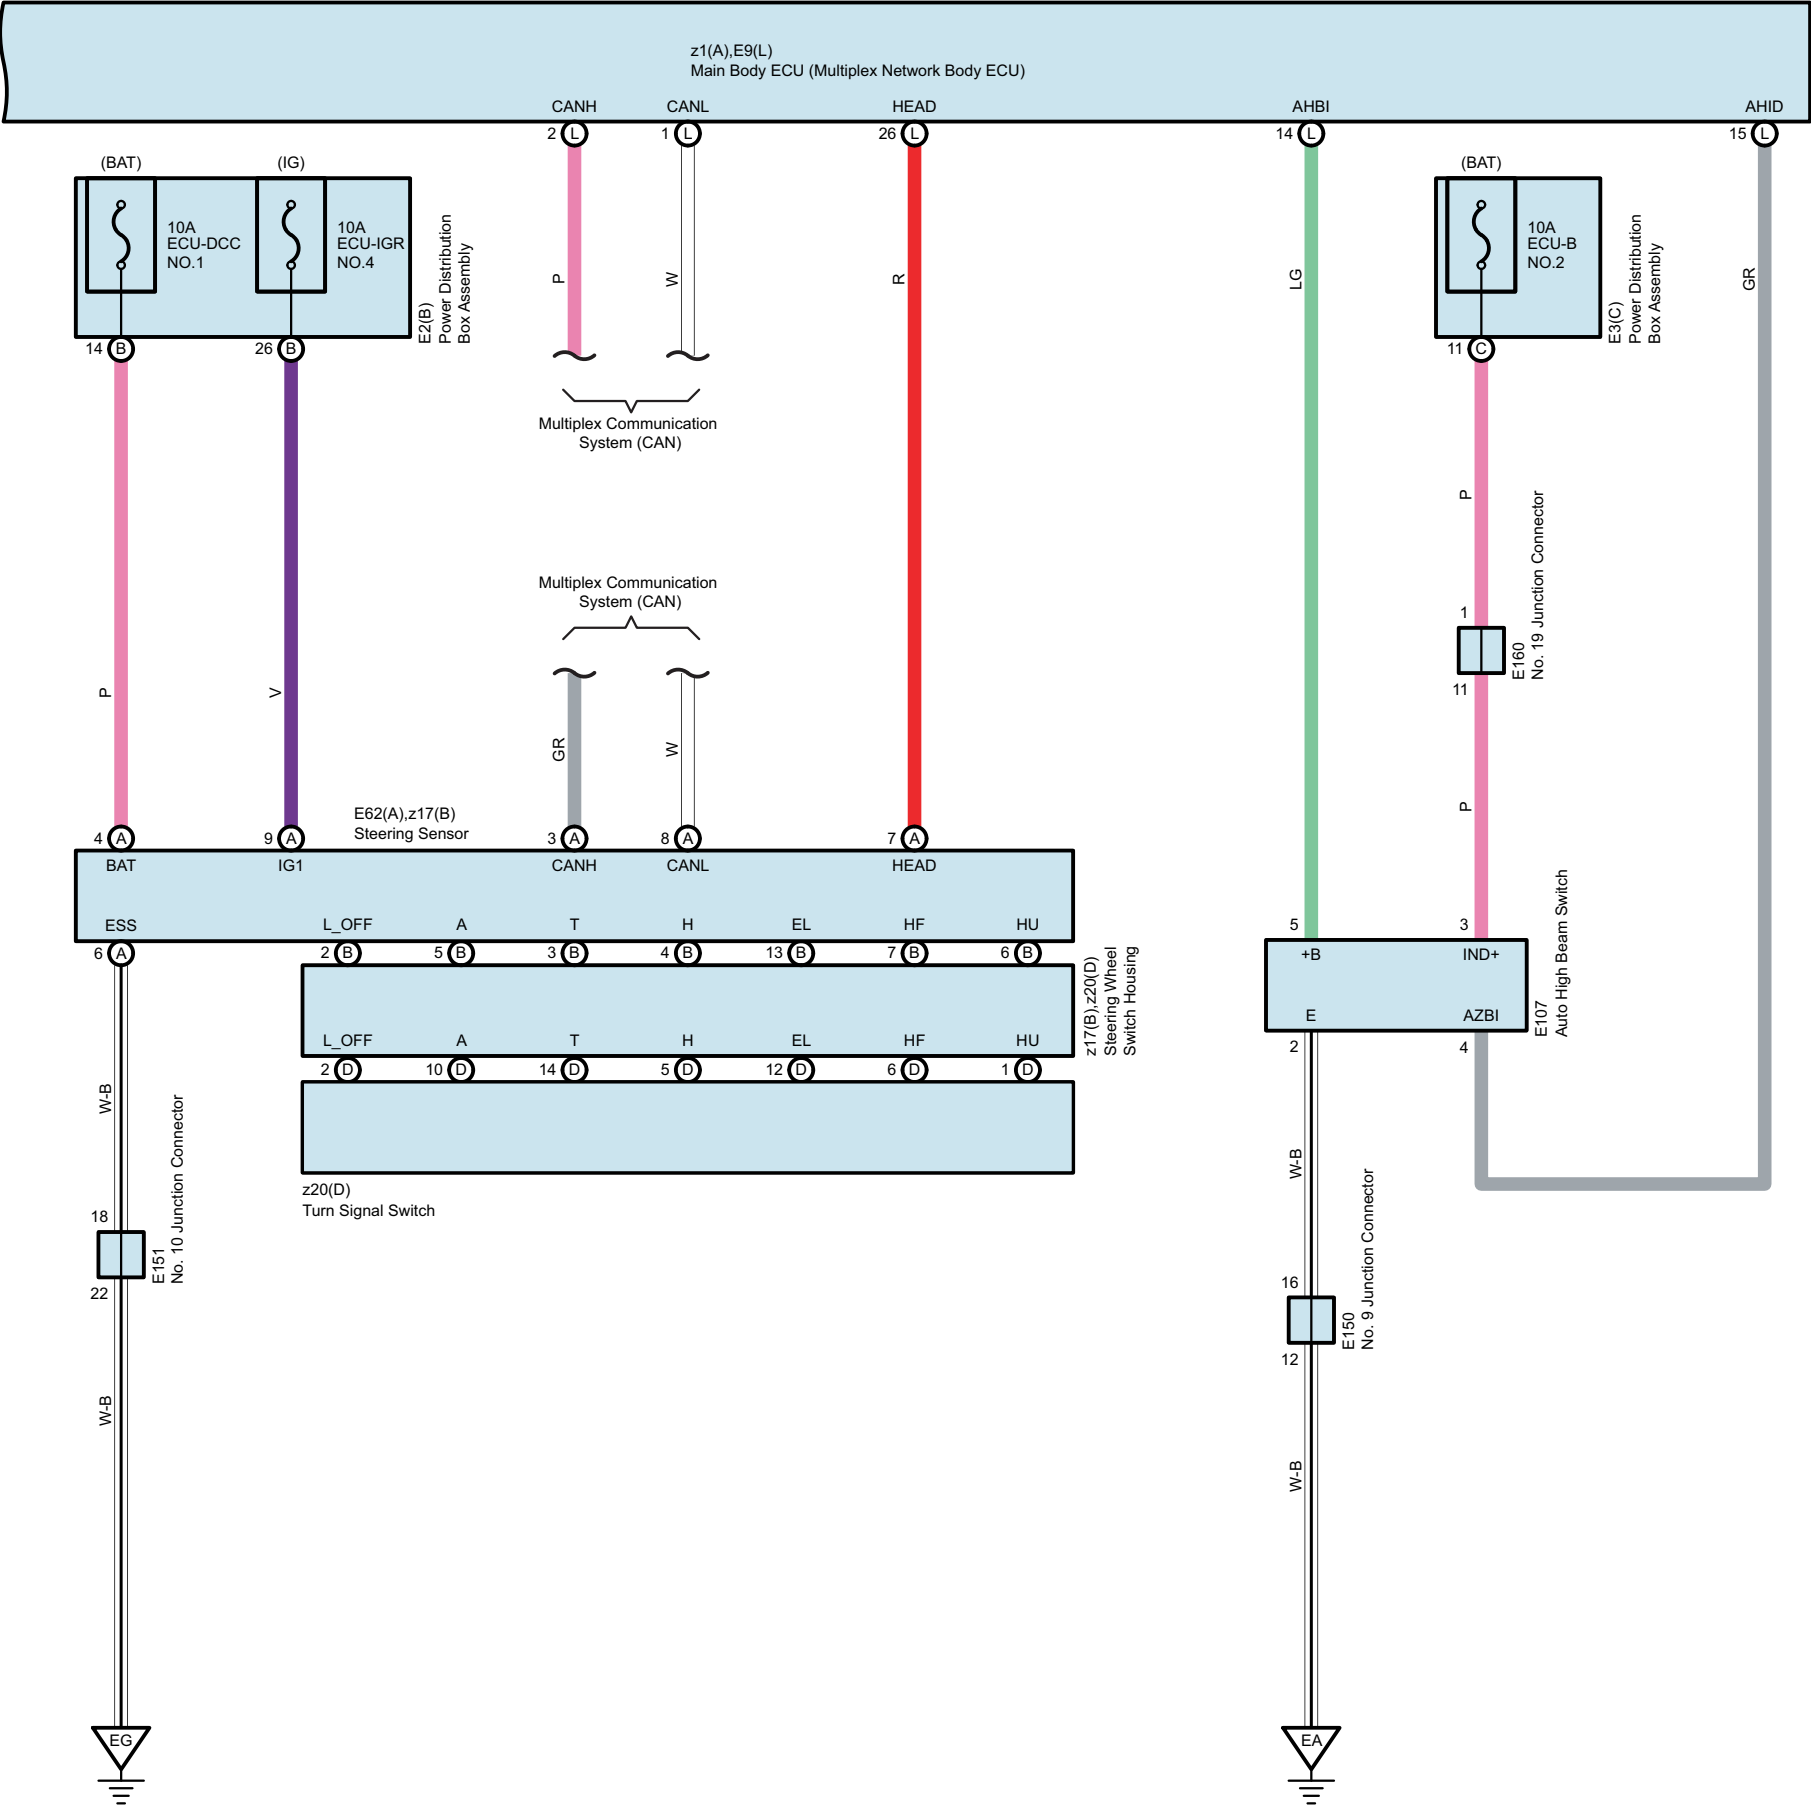 z1(A),E9(L)
Main Body ECU (Multiplex Network Body ECU)
CANH CANL HEAD AHBI AHID
2 L 1 L 26 L 14 L 15 L
(BAT) (IG) (BAT)
10A
ECU-DCC
NO.1
10A
ECU-IGR
NO.4
E2(B)
Power Distribution
Box Assembly
10A
ECU-B
NO.2
E3(C)
Power Distribution
Box Assembly
P W R LG GR
14 B 26 B 11 C
Multiplex Communication
System (CAN)
P
1
E160
No. 19 Junction Connector
11
Multiplex Communication
System (CAN)
P V GR W P
E62(A),z17(B)
Steering Sensor
4 A 9 A 3 A 8 A 7 A
BAT IG1 CANH CANL HEAD
ESS L_OFF A T H EL HF HU
6 A 2 B 5 B 3 B 4 B 13 B 7 B 6 B
z17(B),z20(D)
Steering Wheel
Switch Housing
5 3
+B IND+
E AZBI
2 4
E107
Auto High Beam Switch
L_OFF A T H EL HF HU
2 D 10 D 14 D 5 D 12 D 6 D 1 D
z20(D)
Turn Signal Switch
W-B
18
E151
No. 10 Junction Connector
22
W-B
W-B
16
E150
No. 9 Junction Connector
12
W-B
EG EA